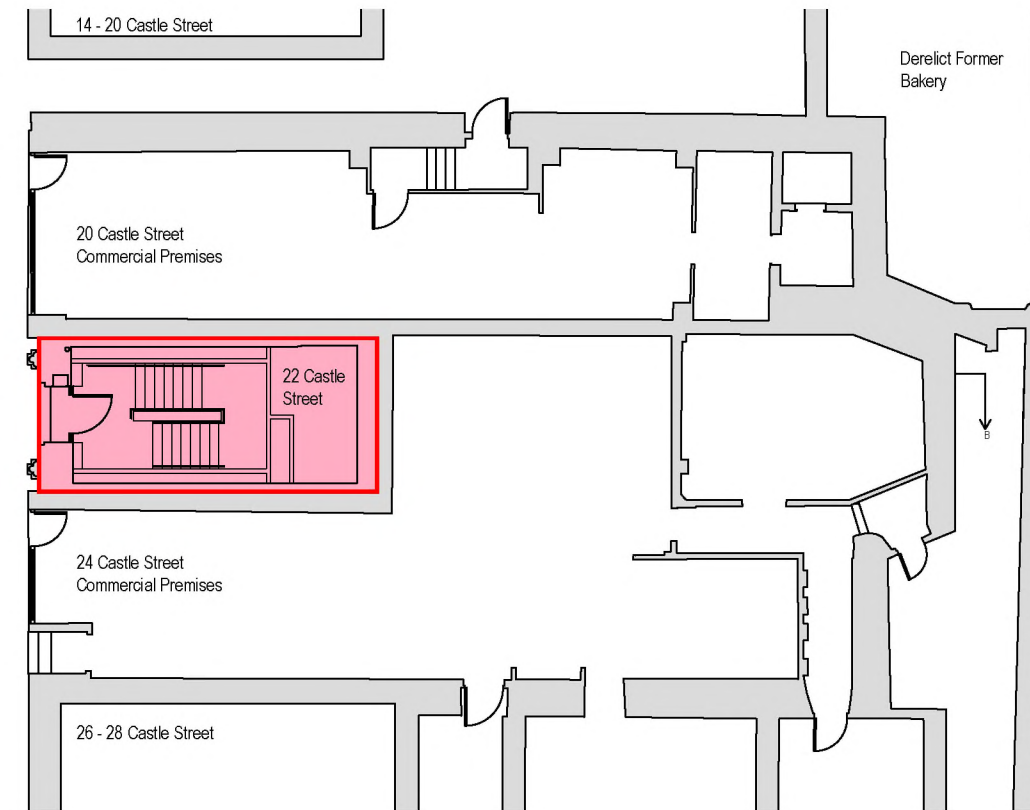 14 - 20 Castle Street
Derelict Former
Bakery
20 Castle Street
Commercial Premises
22 Castle
Street
B
24 Castle Street
Commercial Premises
26 - 28 Castle Street